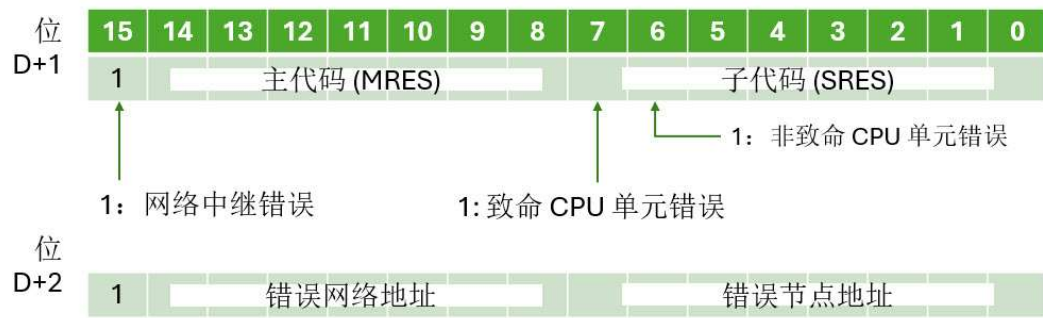 位 15 14 13 12 11 10 9 8 7 6 5 4 3 2 1 0
D+1 1 主代码 (MRES) 子代码 (SRES)
1：非致命 CPU 单元错误
1：网络中继错误 1: 致命 CPU 单元错误
位
D+2 1 错误网络地址 错误节点地址